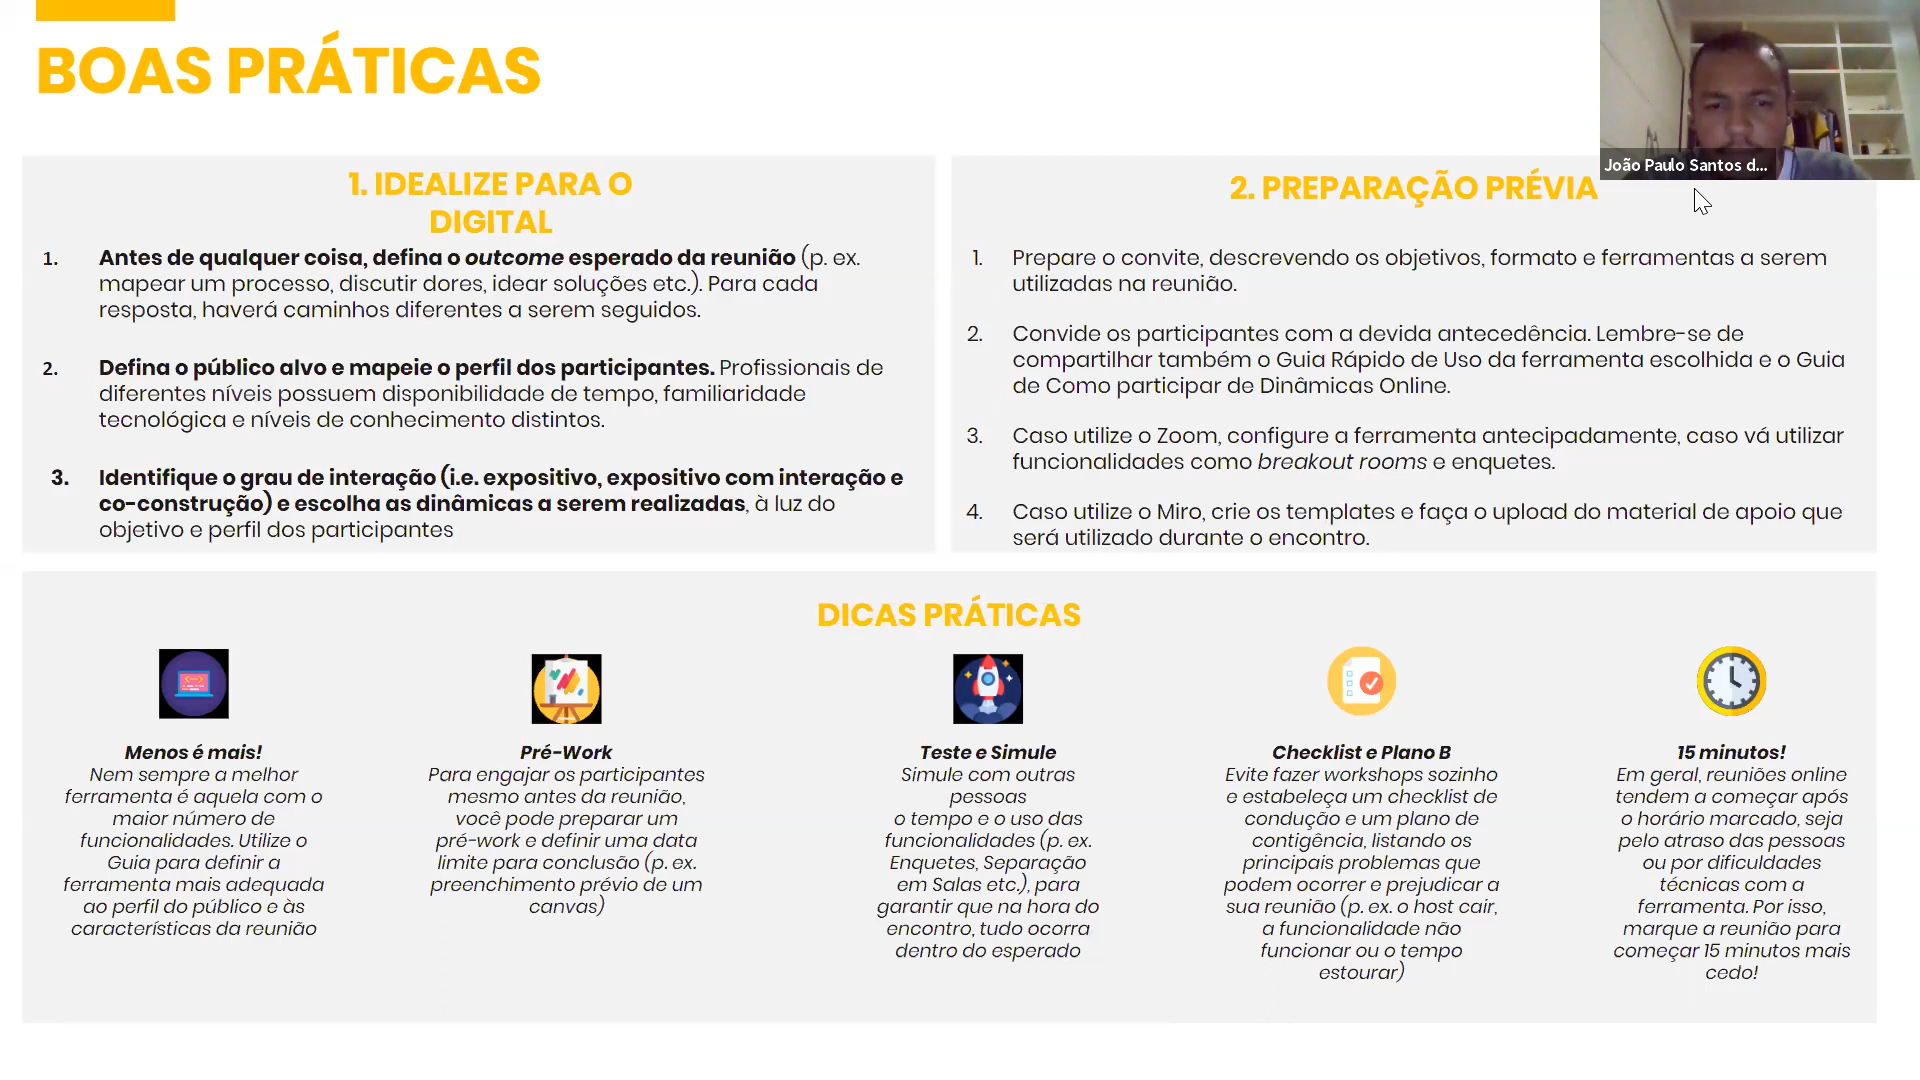 BOAS PRÁTICAS
João Paulo Santos d...
1. IDEALIZE PARA O
DIGITAL
1. Antes de qualquer coisa, defina o outcome esperado da reunião (p. ex.
mapear um processo, discutir dores, idear soluções etc.). Para cada
resposta, haverá caminhos diferentes a serem seguidos.
2. Defina o público alvo e mapeie o perfil dos participantes. Profissionais de
diferentes níveis possuem disponibilidade de tempo, familiaridade
tecnológica e níveis de conhecimento distintos.
3. Identifique o grau de interação (i.e. expositivo, expositivo com interação e
co-construção) e escolha as dinâmicas a serem realizadas, à luz do
objetivo e perfil dos participantes
2. PREPARAÇÃO PRÉVIA
1. Prepare o convite, descrevendo os objetivos, formato e ferramentas a serem
utilizadas na reunião.
2. Convide os participantes com a devida antecedência. Lembre-se de
compartilhar também o Guia Rápido de Uso da ferramenta escolhida e o Guia
de Como participar de Dinâmicas Online.
3. Caso utilize o Zoom, configure a ferramenta antecipadamente, caso vá utilizar
funcionalidades como breakout rooms e enquetes.
4. Caso utilize o Miro, crie os templates e faça o upload do material de apoio que
será utilizado durante o encontro.
DICAS PRÁTICAS
Menos é mais!
Nem sempre a melhor
ferramenta é aquela com o
maior número de
funcionalidades. Utilize o
Guia para definir a
ferramenta mais adequada
ao perfil do público e às
características da reunião
Pré-Work
Para engajar os participantes
mesmo antes da reunião,
você pode preparar um
pré-work e definir uma data
limite para conclusão (p. ex.
preenchimento prévio de um
canvas)
Teste e Simule
Simule com outras
pessoas
o tempo e o uso das
funcionalidades (p. ex.
Enquetes, Separação
em Salas etc.), para
garantir que na hora do
encontro, tudo ocorra
dentro do esperado
Checklist e Plano B
Evite fazer workshops sozinho
e estabeleça um checklist de
condução e um plano de
contigência, listando os
principais problemas que
podem ocorrer e prejudicar a
sua reunião (p. ex. o host cair,
a funcionalidade não
funcionar ou o tempo
estourar)
15 minutos!
Em geral, reuniões online
tendem a começar após
o horário marcado, seja
pelo atraso das pessoas
ou por dificuldades
técnicas com a
ferramenta. Por isso,
marque a reunião para
começar 15 minutos mais
cedo!